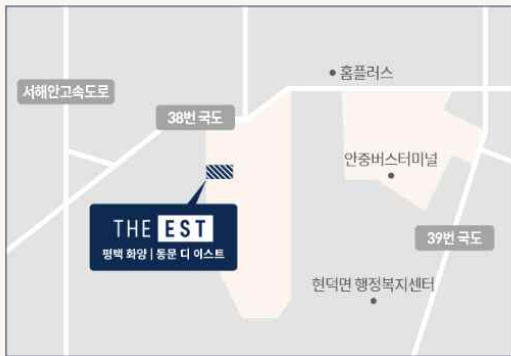 홈플러스
서해안고속도로
38번 국도
안중버스터미널
THE EST
평택 화양 | 동문 디 이스트
39번 국도
현덕면 행정복지센터